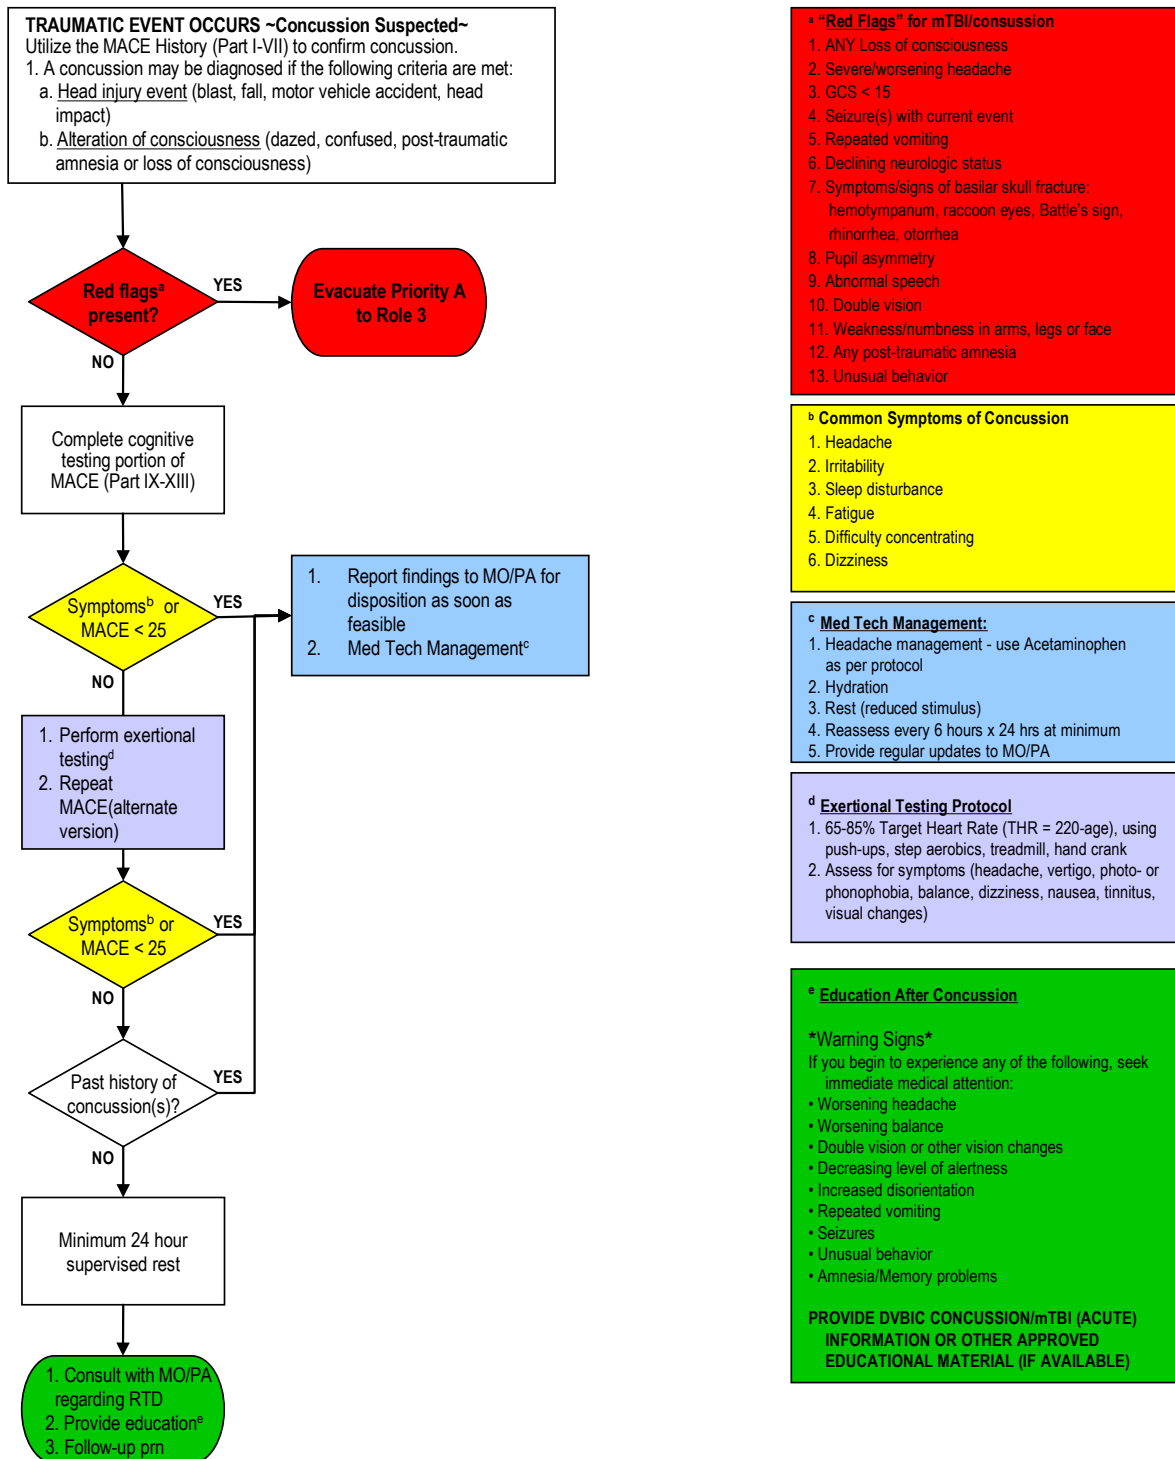 TRAUMATIC EVENT OCCURS ~Concussion Suspected~
Utilize the MACE History (Part I-VII) to confirm concussion.
1. A concussion may be diagnosed if the following criteria are met:
a. Head injury event (blast, fall, motor vehicle accident, head
impact)
b. Alteration of consciousness (dazed, confused, post-traumatic
amnesia or loss of consciousness)
Red flagsᵃ
present?
YES
Evacuate Priority A
to Role 3
NO
Complete cognitive
testing portion of
MACE (Part IX-XIII)
Symptomsᵇ or
MACE < 25
YES
1. Report findings to MO/PA for
disposition as soon as
feasible
2. Med Tech Managementᶜ
NO
1. Perform exertional
testingᵈ
2. Repeat
MACE(alternate
version)
Symptomsᵇ or
MACE < 25
YES
NO
Past history of
concussion(s)?
YES
NO
Minimum 24 hour
supervised rest
1. Consult with MO/PA
regarding RTD
2. Provide educationᵉ
3. Follow-up prn
ᵃ "Red Flags" for mTBI/consussion
1. ANY Loss of consciousness
2. Severe/worsening headache
3. GCS < 15
4. Seizure(s) with current event
5. Repeated vomiting
6. Declining neurologic status
7. Symptoms/signs of basilar skull fracture:
hemotympanum, raccoon eyes, Battle's sign,
rhinorrhea, otorrhea
8. Pupil asymmetry
9. Abnormal speech
10. Double vision
11. Weakness/numbness in arms, legs or face
12. Any post-traumatic amnesia
13. Unusual behavior
ᵇ Common Symptoms of Concussion
1. Headache
2. Irritability
3. Sleep disturbance
4. Fatigue
5. Difficulty concentrating
6. Dizziness
ᶜ Med Tech Management:
1. Headache management - use Acetaminophen
as per protocol
2. Hydration
3. Rest (reduced stimulus)
4. Reassess every 6 hours x 24 hrs at minimum
5. Provide regular updates to MO/PA
ᵈ Exertional Testing Protocol
1. 65-85% Target Heart Rate (THR = 220-age), using
push-ups, step aerobics, treadmill, hand crank
2. Assess for symptoms (headache, vertigo, photo- or
phonophobia, balance, dizziness, nausea, tinnitus,
visual changes)
ᵉ Education After Concussion
*Warning Signs*
If you begin to experience any of the following, seek
immediate medical attention:
• Worsening headache
• Worsening balance
• Double vision or other vision changes
• Decreasing level of alertness
• Increased disorientation
• Repeated vomiting
• Seizures
• Unusual behavior
• Amnesia/Memory problems
PROVIDE DVBIC CONCUSSION/mTBI (ACUTE)
INFORMATION OR OTHER APPROVED
EDUCATIONAL MATERIAL (IF AVAILABLE)